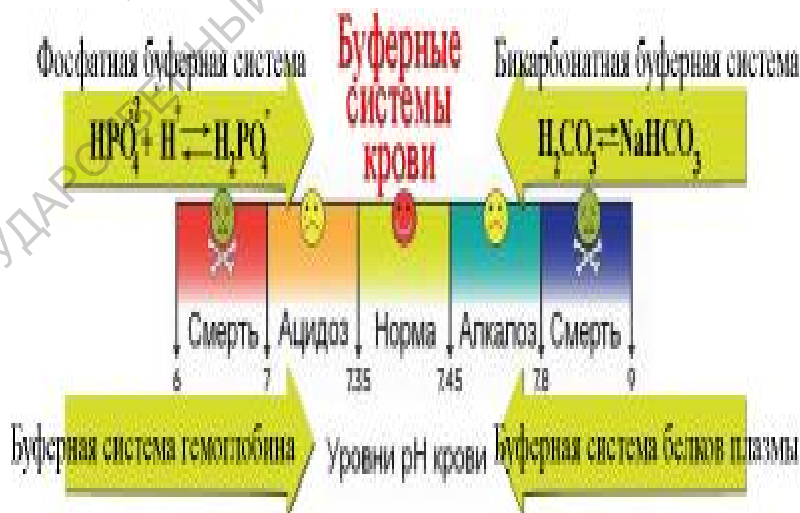 Фосфатная буферная система
Буферные
системы
крови
Бикарбонатная буферная система
HPO₄²⁻ + H⁺ ⇄ H₂PO₄⁻
H₂CO₃ ⇄ NaHCO₃
Смерть Ацидоз Норма Алкалоз Смерть
6 7 7.35 7.45 7.8 9
Буферная система гемоглобина
Уровни pH крови
Буферная система белков плазмы